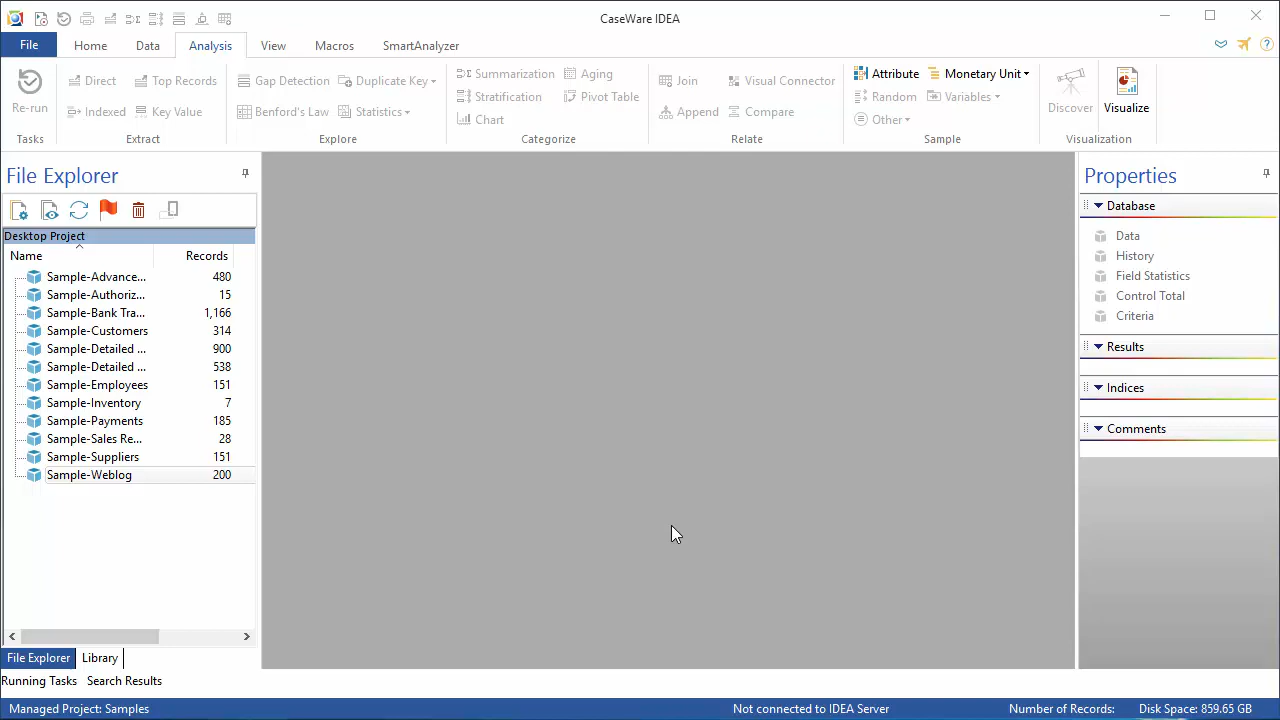 CaseWare IDEA
File Home Data Analysis View Macros SmartAnalyzer
Re-run
Tasks
Direct Top Records
Indexed Key Value
Extract
Gap Detection Duplicate Key
Benford's Law Statistics
Explore
Summarization Aging
Stratification Pivot Table
Chart
Categorize
Join Visual Connector
Append Compare
Relate
Attribute Monetary Unit
Random Variables
Other
Sample
Discover Visualize
Visualization
File Explorer
Desktop Project
Name Records
Sample-Advance... 480
Sample-Authoriz... 15
Sample-Bank Tra... 1,166
Sample-Customers 314
Sample-Detailed ... 900
Sample-Detailed ... 538
Sample-Employees 151
Sample-Inventory 7
Sample-Payments 185
Sample-Sales Re... 28
Sample-Suppliers 151
Sample-Weblog 200
File Explorer Library
Properties
Database
Data
History
Field Statistics
Control Total
Criteria
Results
Indices
Comments
Running Tasks Search Results
Managed Project: Samples Not connected to IDEA Server Number of Records: Disk Space: 859.65 GB